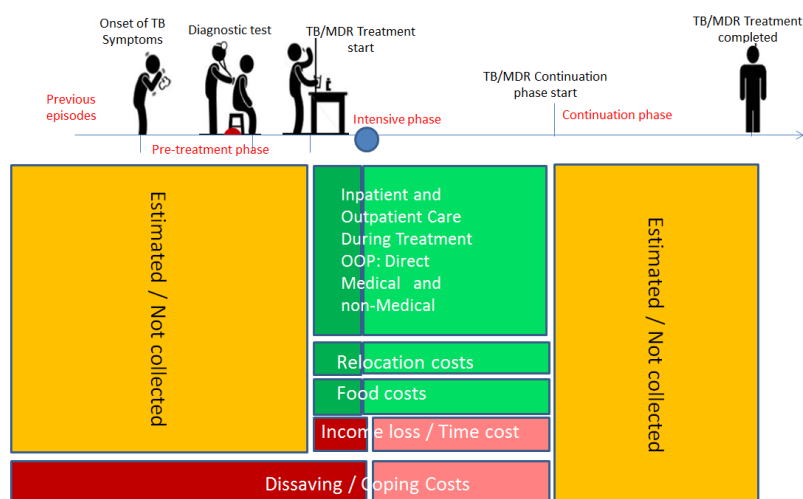 Onset of TB
Symptoms
Diagnostic test
TB/MDR Treatment
start
TB/MDR Treatment
completed
TB/MDR Continuation
phase start
Previous
episodes
Intensive phase
Continuation phase
Pre-treatment phase
Estimated / Not collected
Inpatient and
Outpatient Care
During Treatment
OOP: Direct
Medical and
non-Medical
Relocation costs
Food costs
Income loss / Time cost
Dissaving / Coping Costs
Estimated / Not collected